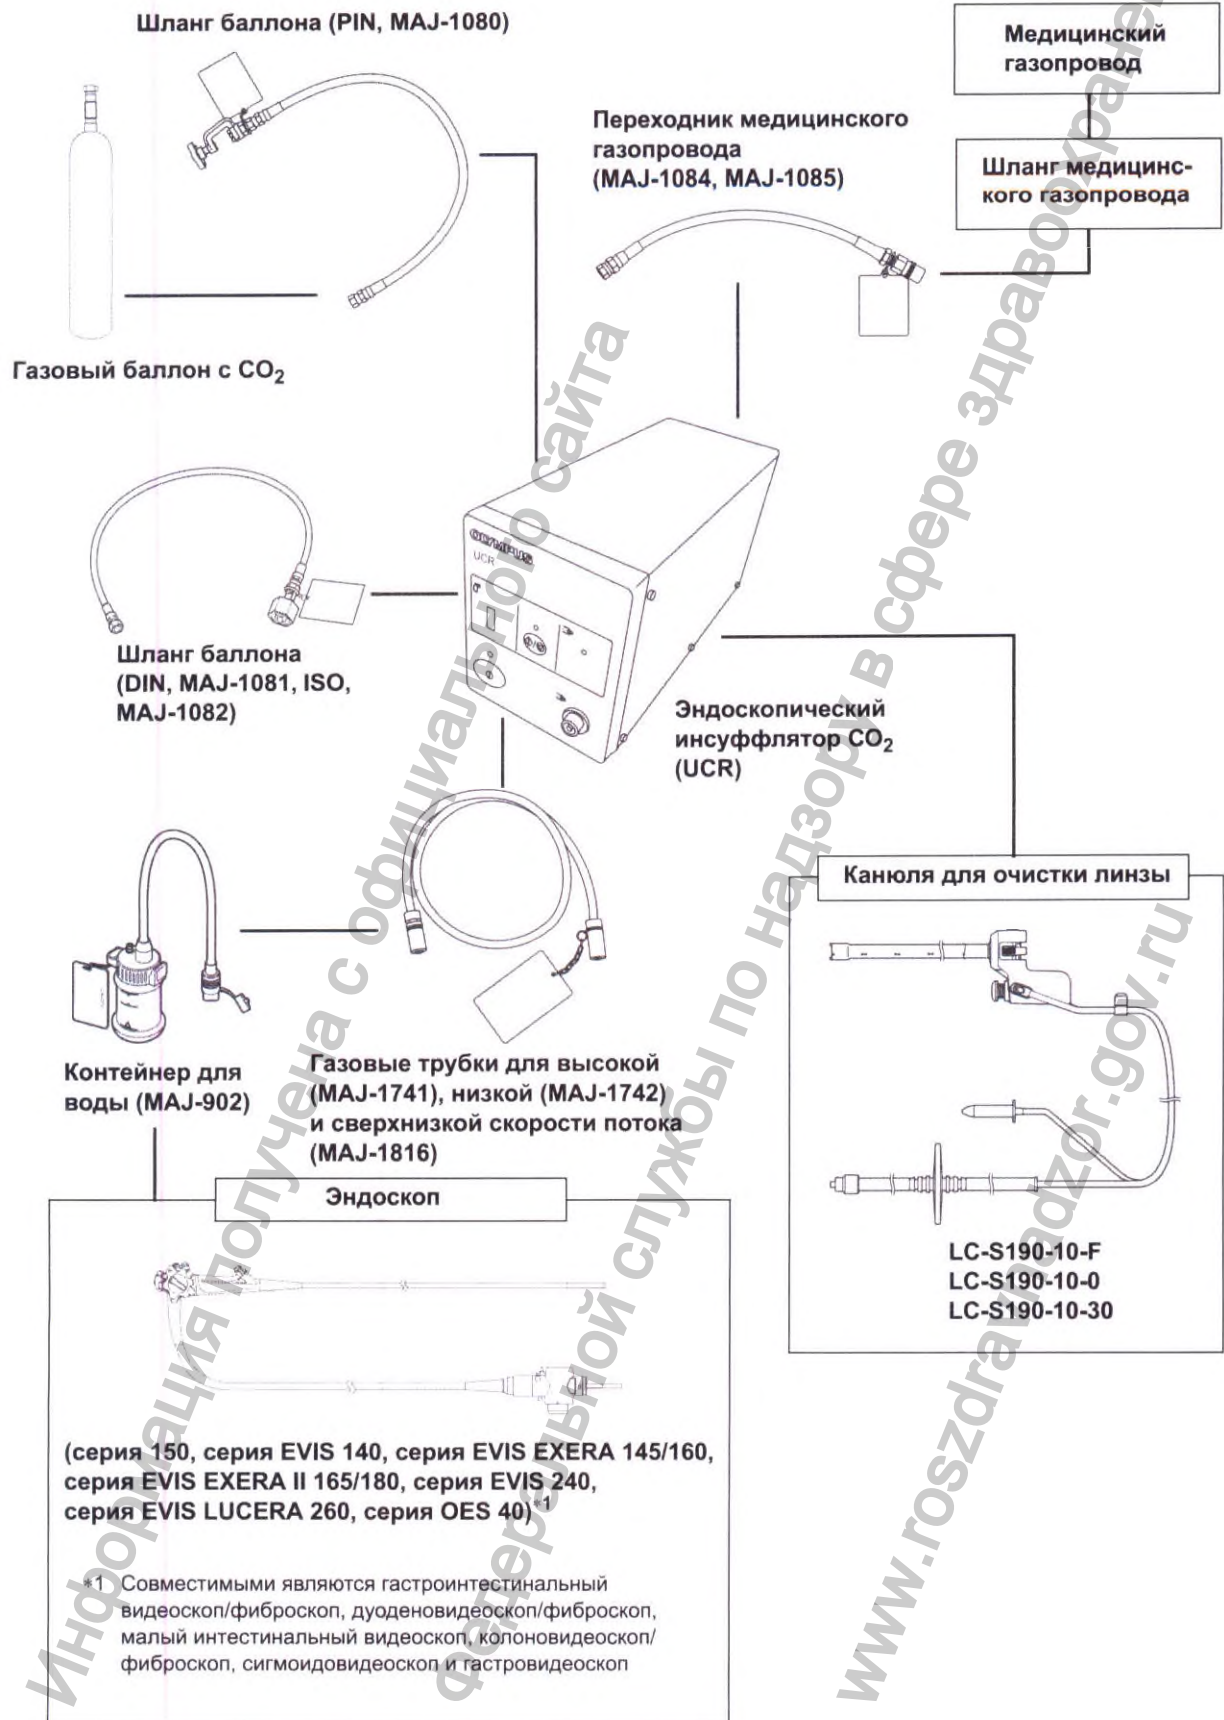 Шланг баллона (PIN, MAJ-1080)
Медицинский
газопровод
Переходник медицинского
газопровода
(MAJ-1084, MAJ-1085)
Шланг медицинс-
кого газопровода
Газовый баллон с CO2
OLYMPUS
UCR
Шланг баллона
(DIN, MAJ-1081, ISO,
MAJ-1082)
Эндоскопический
инсуффлятор CO2
(UCR)
Канюля для очистки линзы
Контейнер для
воды (MAJ-902)
Газовые трубки для высокой
(MAJ-1741), низкой (MAJ-1742)
и сверхнизкой скорости потока
(MAJ-1816)
LC-S190-10-F
LC-S190-10-0
LC-S190-10-30
Эндоскоп
(серия 150, серия EVIS 140, серия EVIS EXERA 145/160,
серия EVIS EXERA II 165/180, серия EVIS 240,
серия EVIS LUCERA 260, серия OES 40)*1
*1 Совместимыми являются гастроинтестинальный
видеоскоп/фиброскоп, дуоденовидеоскоп/фиброскоп,
малый интестинальный видеоскоп, колоновидеоскоп/
фиброскоп, сигмоидовидеоскоп и гастровидеоскоп
Информация получена с официального сайта
Федеральной службы по надзору в сфере здравоохране
www.roszdravnadzor.gov.ru